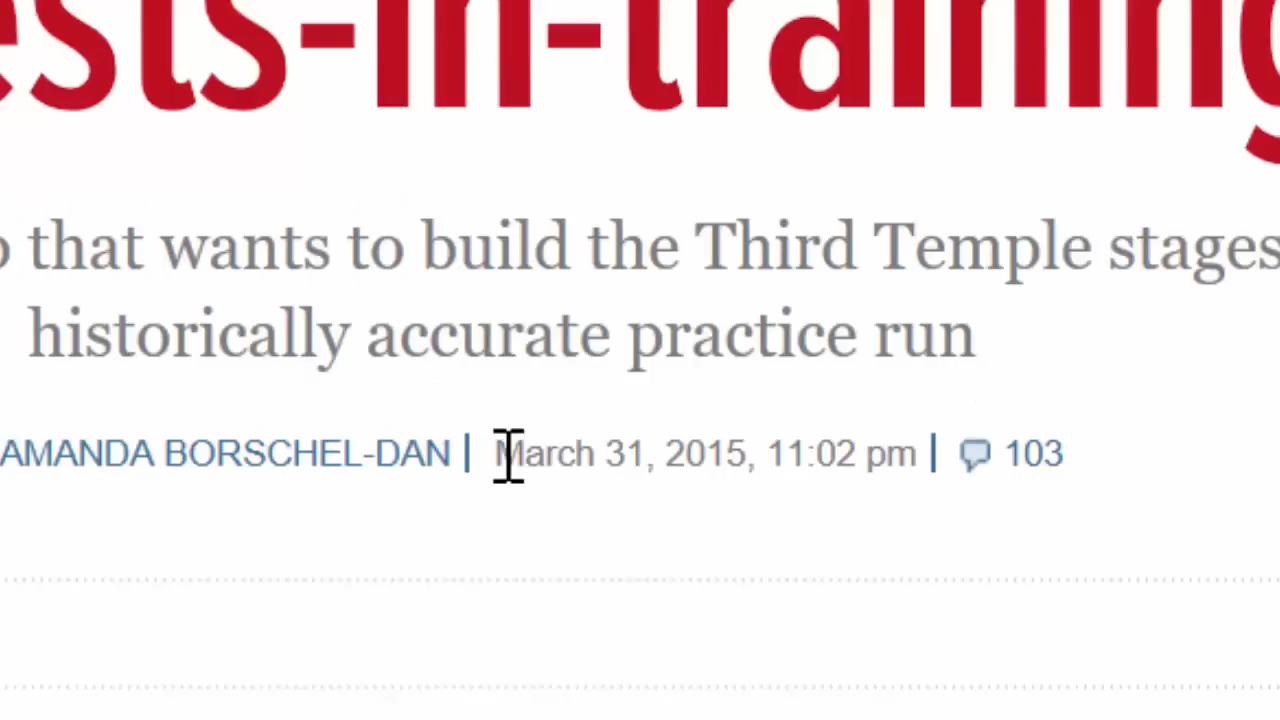 ests-in-training
that wants to build the Third Temple stages
historically accurate practice run
AMANDA BORSCHEL-DAN | March 31, 2015, 11:02 pm | 103